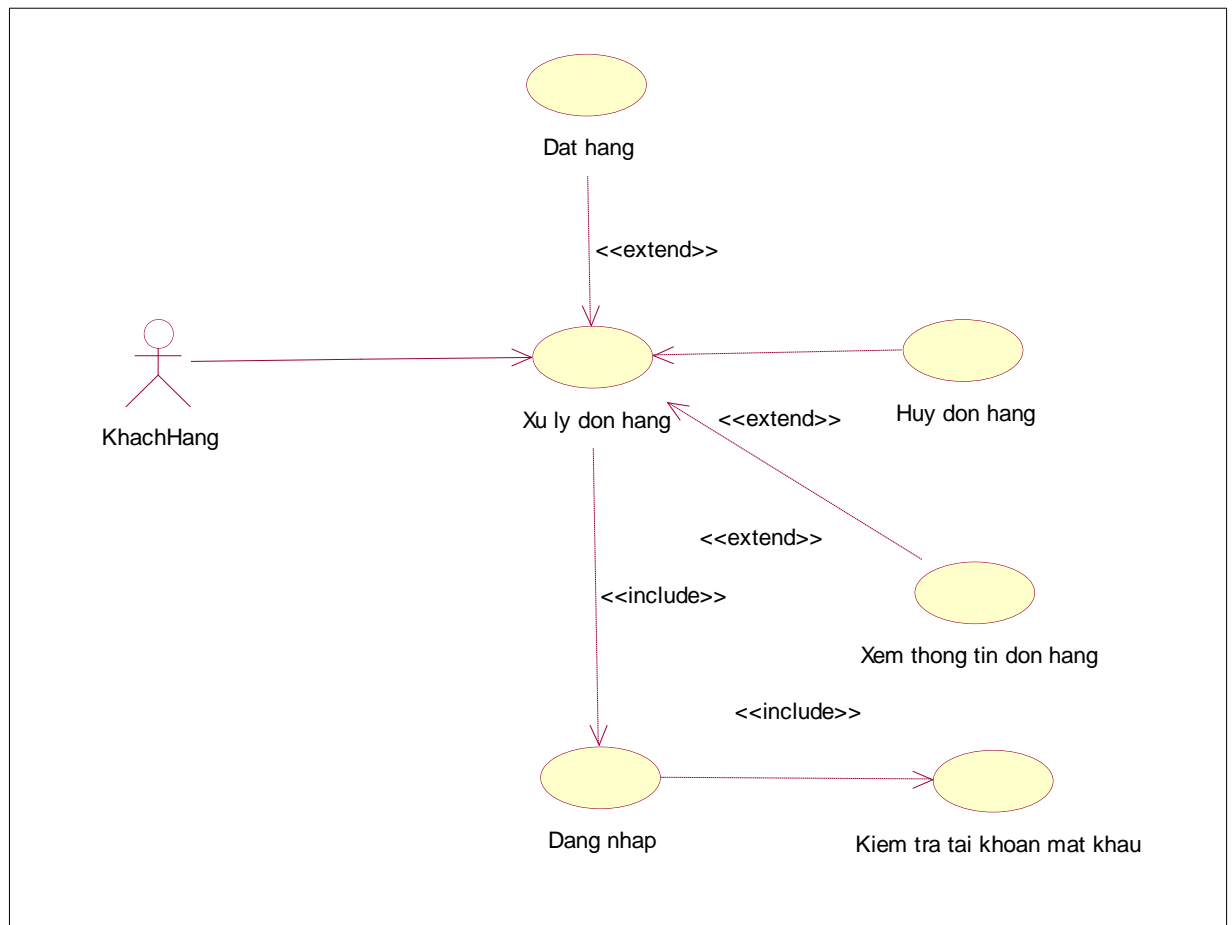 Dat hang
<<extend>>
KhachHang
Xu ly don hang
<<extend>>
Huy don hang
<<extend>>
<<include>>
Xem thong tin don hang
<<include>>
Dang nhap
Kiem tra tai khoan mat khau